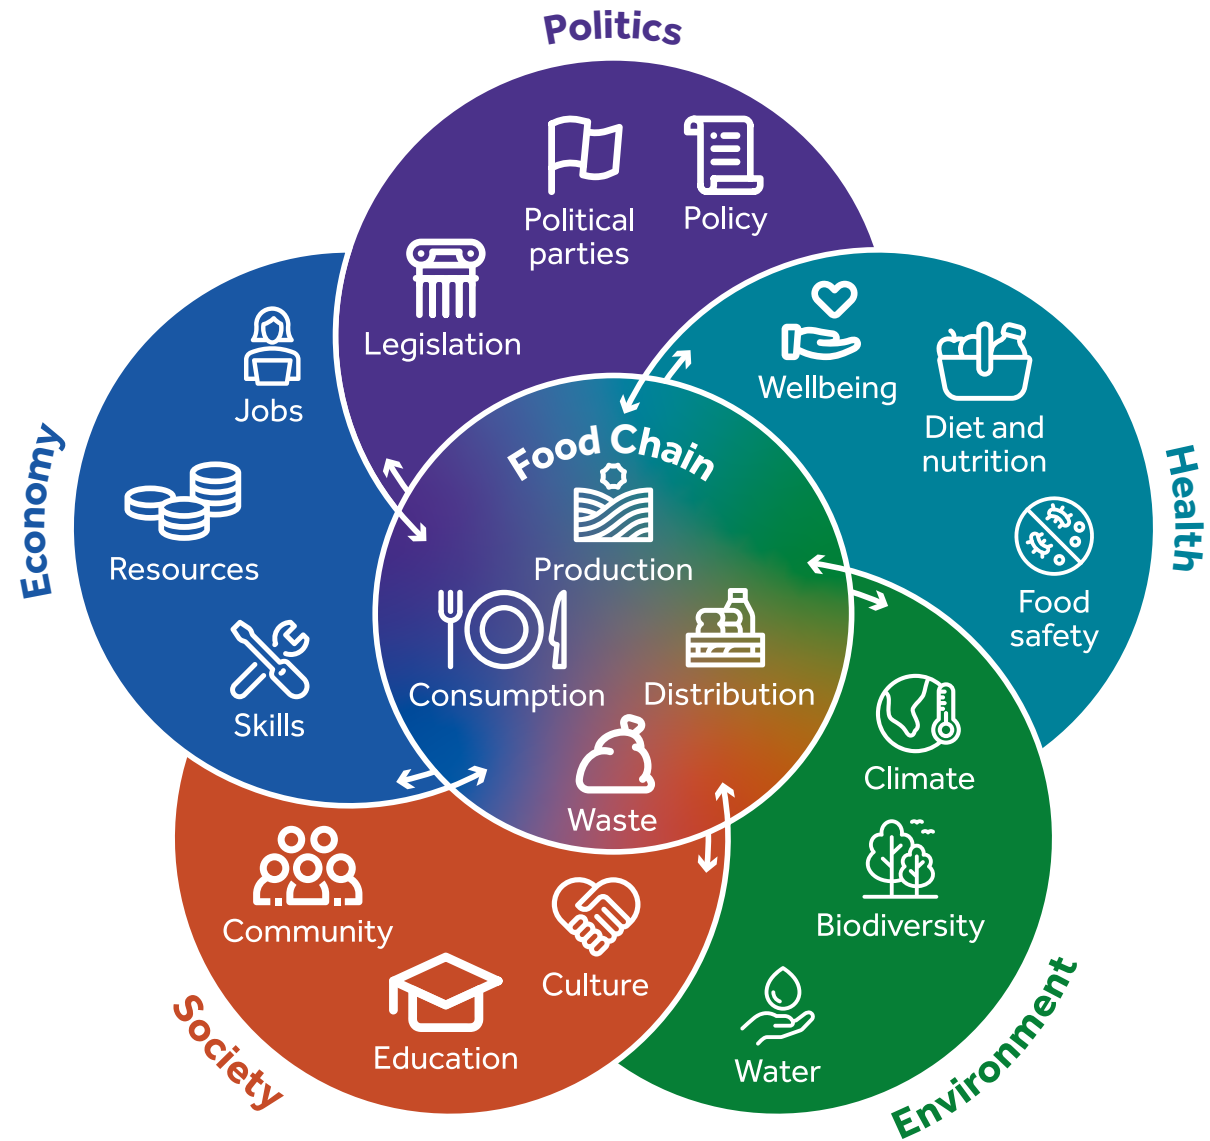 Politics
Political
parties
Policy
Legislation
Wellbeing
Diet and
nutrition
Food
safety
Health
Jobs
Resources
Skills
Economy
Food Chain
Production
Consumption
Distribution
Waste
Climate
Biodiversity
Water
Environment
Community
Culture
Education
Society